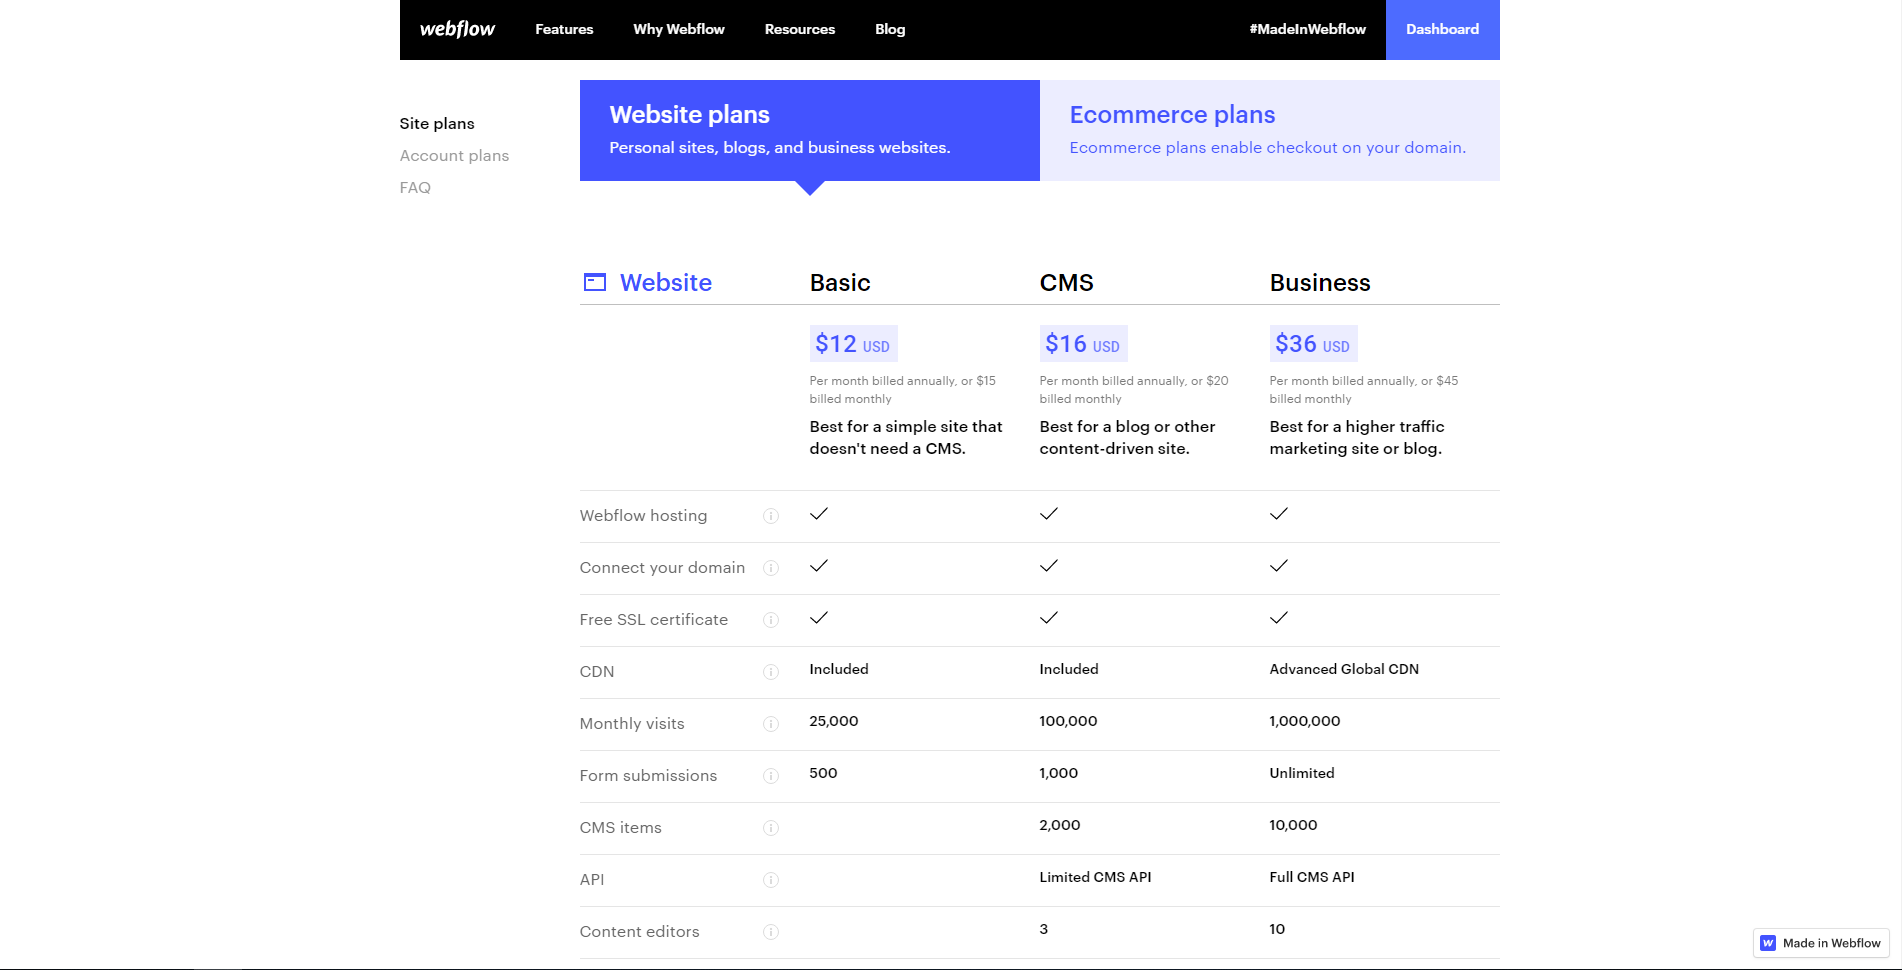 webflow Features Why Webflow Resources Blog #MadeInWebflow Dashboard
Site plans
Account plans
FAQ
Website plans
Personal sites, blogs, and business websites.
Ecommerce plans
Ecommerce plans enable checkout on your domain.
Website Basic CMS Business
$12 USD $16 USD $36 USD
Per month billed annually, or $15
billed monthly
Per month billed annually, or $20
billed monthly
Per month billed annually, or $45
billed monthly
Best for a simple site that
doesn't need a CMS.
Best for a blog or other
content-driven site.
Best for a higher traffic
marketing site or blog.
Webflow hosting
Connect your domain
Free SSL certificate
CDN Included Included Advanced Global CDN
Monthly visits 25,000 100,000 1,000,000
Form submissions 500 1,000 Unlimited
CMS items 2,000 10,000
API Limited CMS API Full CMS API
Content editors 3 10
Made in Webflow